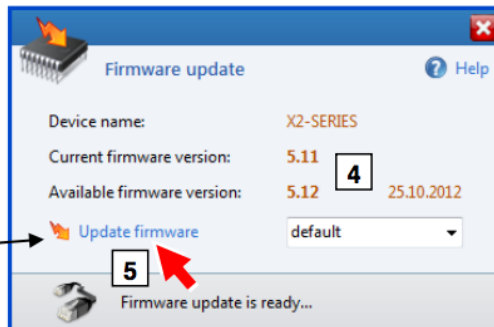 Firmware update
Help
Device name: X2-SERIES
Current firmware version: 5.11
4
Available firmware version: 5.12 25.10.2012
Update firmware default
5
Firmware update is ready...